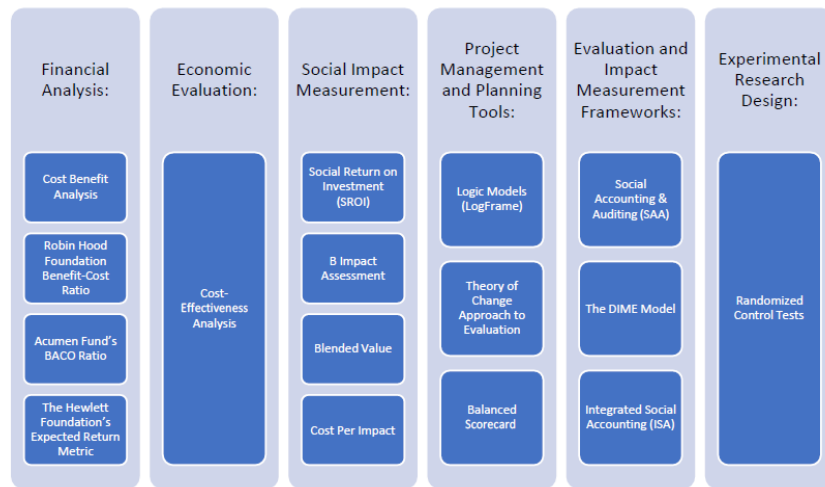 Financial
Analysis:
Cost Benefit
Analysis
Robin Hood
Foundation
Benefit-Cost
Ratio
Acumen Fund's
BACO Ratio
The Hewlett
Foundation's
Expected Return
Metric
Economic
Evaluation:
Cost-
Effectiveness
Analysis
Social Impact
Measurement:
Social Return on
Investment
(SROI)
B Impact
Assessment
Blended Value
Cost Per Impact
Project
Management
and Planning
Tools:
Logic Models
(LogFrame)
Theory of
Change
Approach to
Evaluation
Balanced
Scorecard
Evaluation and
Impact
Measurement
Frameworks:
Social
Accounting &
Auditing (SAA)
The DIME Model
Integrated Social
Accounting (ISA)
Experimental
Research
Design:
Randomized
Control Tests